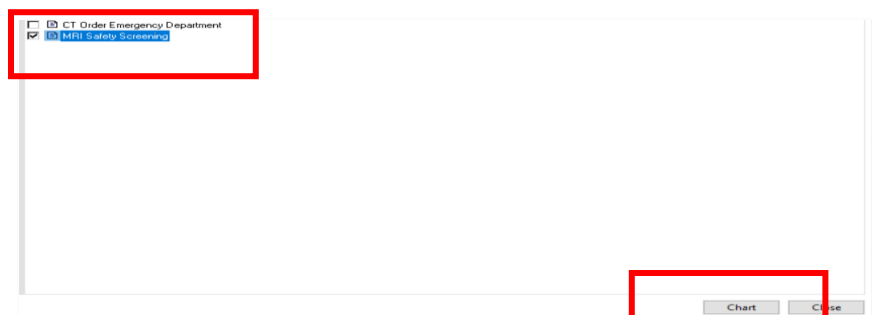 CT Order Emergency Department
MRI Safety Screening
Chart Close